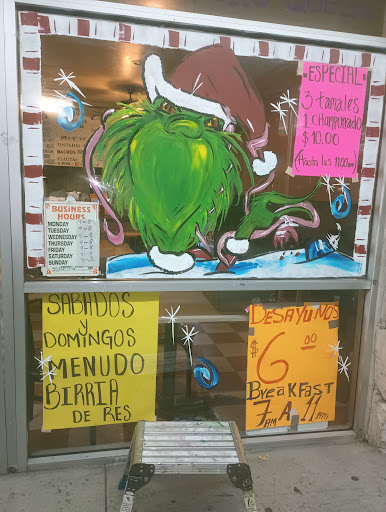 ESPECIAL
3 tamales
1 champurrado
$10.00
(Hasta las 11:00am)
TOSTADAS
BUSINESS
HOURS
MONDAY
TUESDAY
WEDNESDAY
THURSDAY
FRIDAY
SATURDAY
SUNDAY
SABADOS
y
DOMINGOS
MENUDO
BIRRIA
DE RES
DESAYUNOS
$6.00
BreakFast
7AM A 11AM